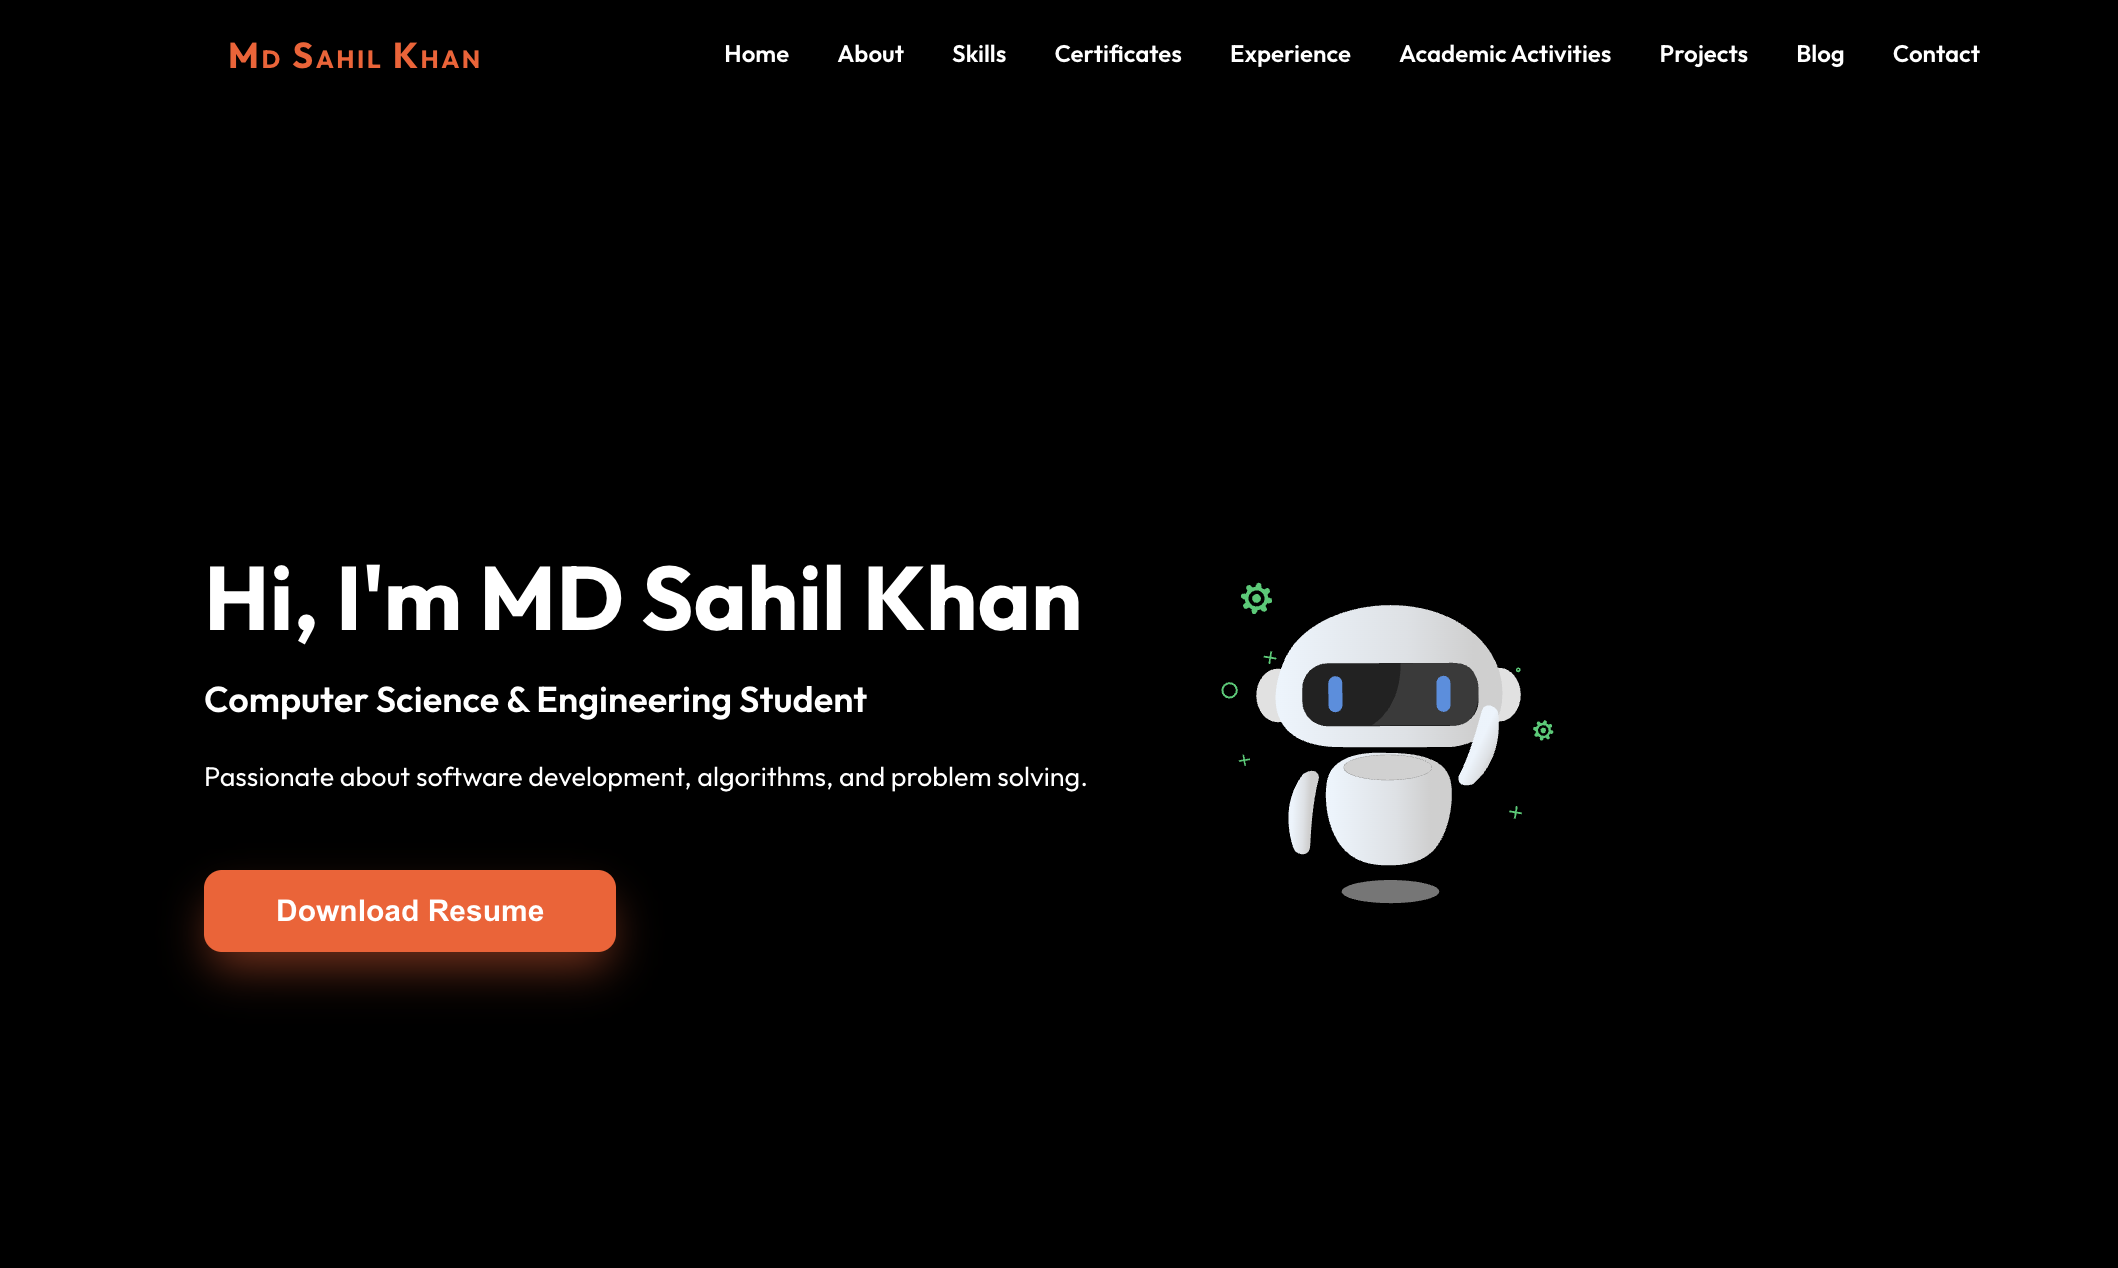 Md Sahil Khan
Home About Skills Certificates Experience Academic Activities Projects Blog Contact
Hi, I'm MD Sahil Khan
Computer Science & Engineering Student
Passionate about software development, algorithms, and problem solving.
Download Resume